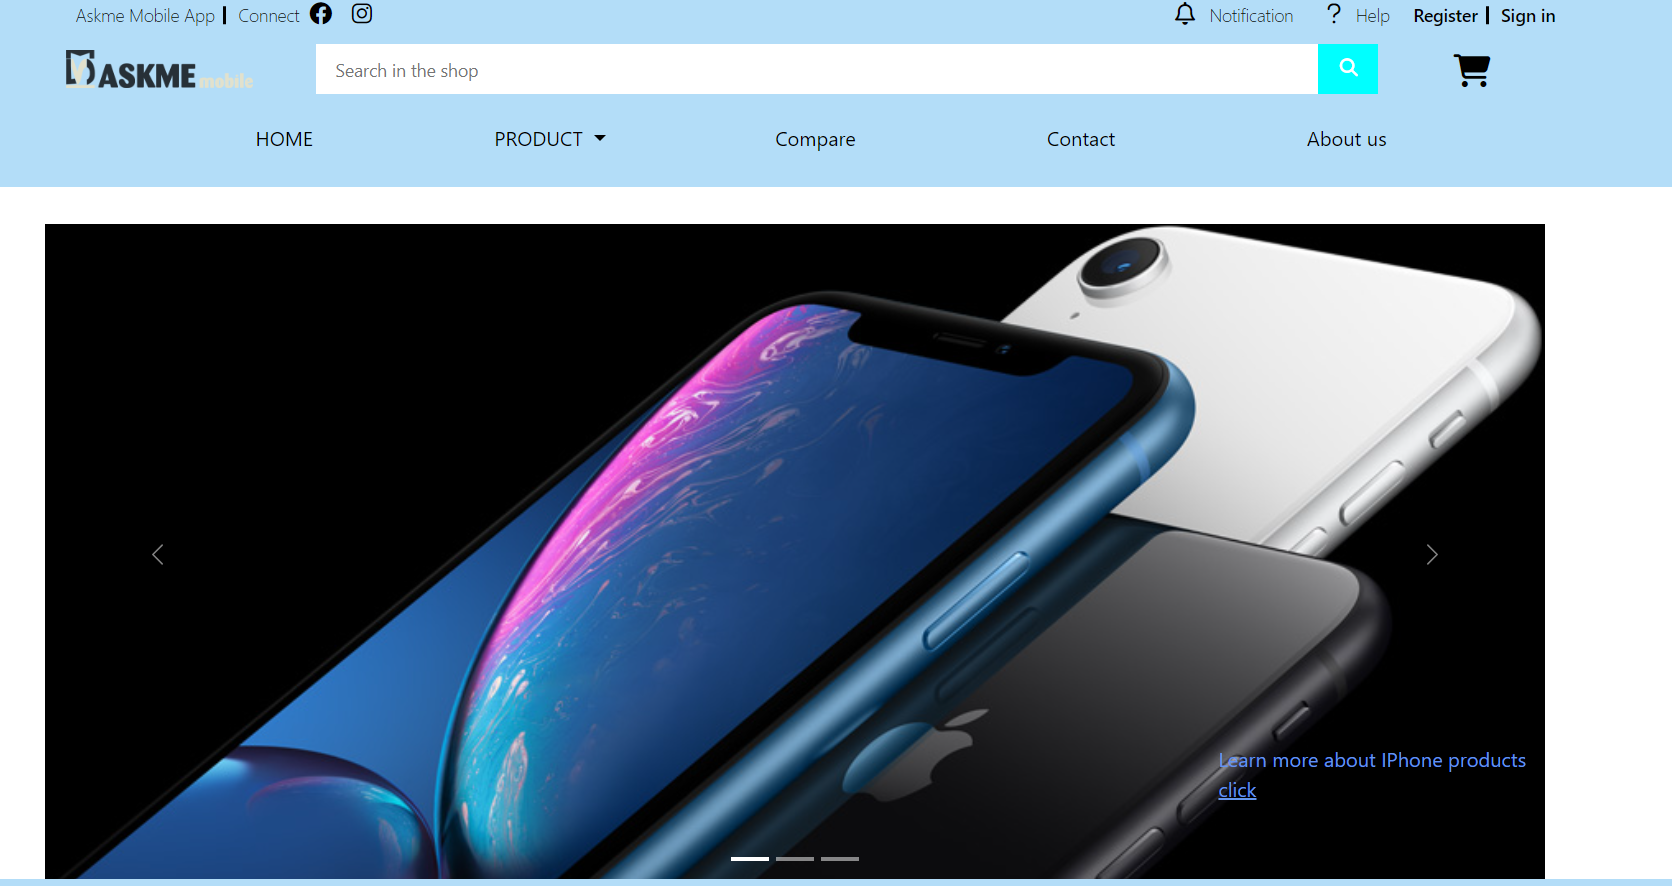 Askme Mobile App | Connect
Notification ? Help Register | Sign in
ASKME mobile
Search in the shop
HOME PRODUCT Compare Contact About us
Learn more about IPhone products
click